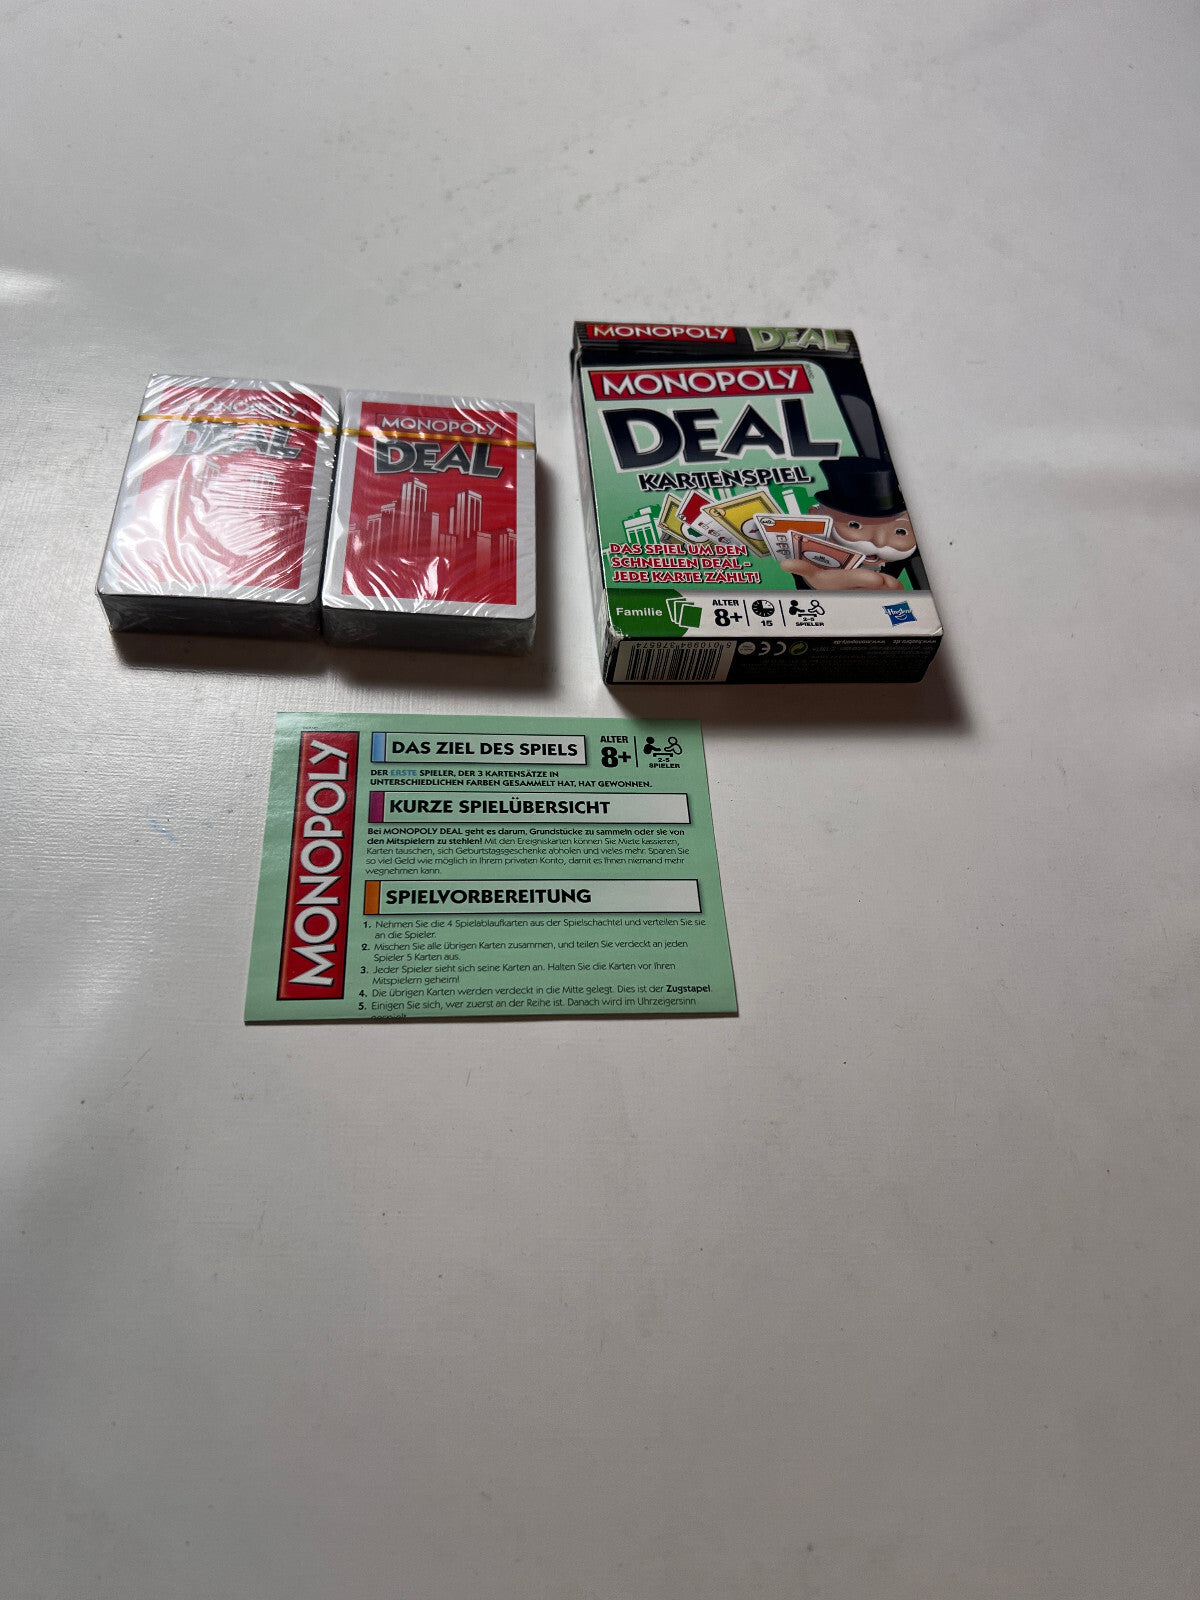 MONOPOLY DEAL
MONOPOLY
DEAL
KARTENSPIEL
DAS SPIEL UM DEN
SCHNELLEN DEAL -
JEDE KARTE ZÄHLT!
Familie
ALTER
8+
15
2-5
SPIELER
Hasbro
5 010994 378574
CE
MONOPOLY
DEAL
MONOPOLY
DEAL
MONOPOLY
DAS ZIEL DES SPIELS
ALTER
8+
2-5
SPIELER
DER ERSTE SPIELER, DER 3 KARTENSÄTZE IN
UNTERSCHIEDLICHEN FARBEN GESAMMELT HAT, HAT GEWONNEN.
KURZE SPIELÜBERSICHT
Bei MONOPOLY DEAL geht es darum, Grundstücke zu sammeln oder sie von
den Mitspielern zu stehlen! Mit den Ereigniskarten können Sie Miete kassieren,
Karten tauschen, sich Geburtstagsgeschenke abholen und vieles mehr. Sparen Sie
so viel Geld wie möglich in Ihrem privaten Konto, damit es Ihnen niemand mehr
wegnehmen kann.
SPIELVORBEREITUNG
1. Nehmen Sie die 4 Spielablaufkarten aus der Spielschachtel und verteilen Sie sie
an die Spieler.
2. Mischen Sie alle übrigen Karten zusammen, und teilen Sie verdeckt an jeden
Spieler 5 Karten aus.
3. Jeder Spieler sieht sich seine Karten an. Halten Sie die Karten vor Ihren
Mitspielern geheim!
4. Die übrigen Karten werden verdeckt in die Mitte gelegt. Dies ist der Zugstapel.
5. Einigen Sie sich, wer zuerst an der Reihe ist. Danach wird im Uhrzeigersinn